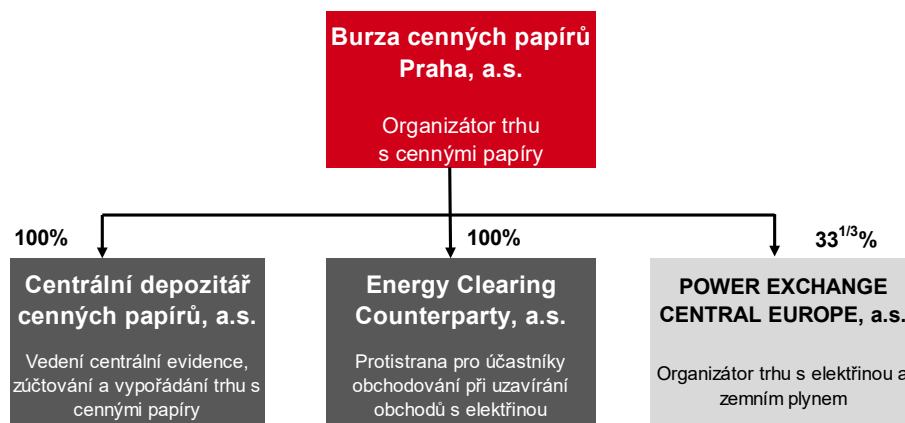 Burza cenných papírů
Praha, a.s.
Organizátor trhu
s cennými papíry
100%
100%
33 1/3%
Centrální depozitář
cenných papírů, a.s.
Vedení centrální evidence,
zúčtování a vypořádání trhu s
cennými papíry
Energy Clearing
Counterparty, a.s.
Protistrana pro účastníky
obchodování při uzavírání
obchodů s elektřinou
POWER EXCHANGE
CENTRAL EUROPE, a.s.
Organizátor trhu s elektřinou a
zemním plynem